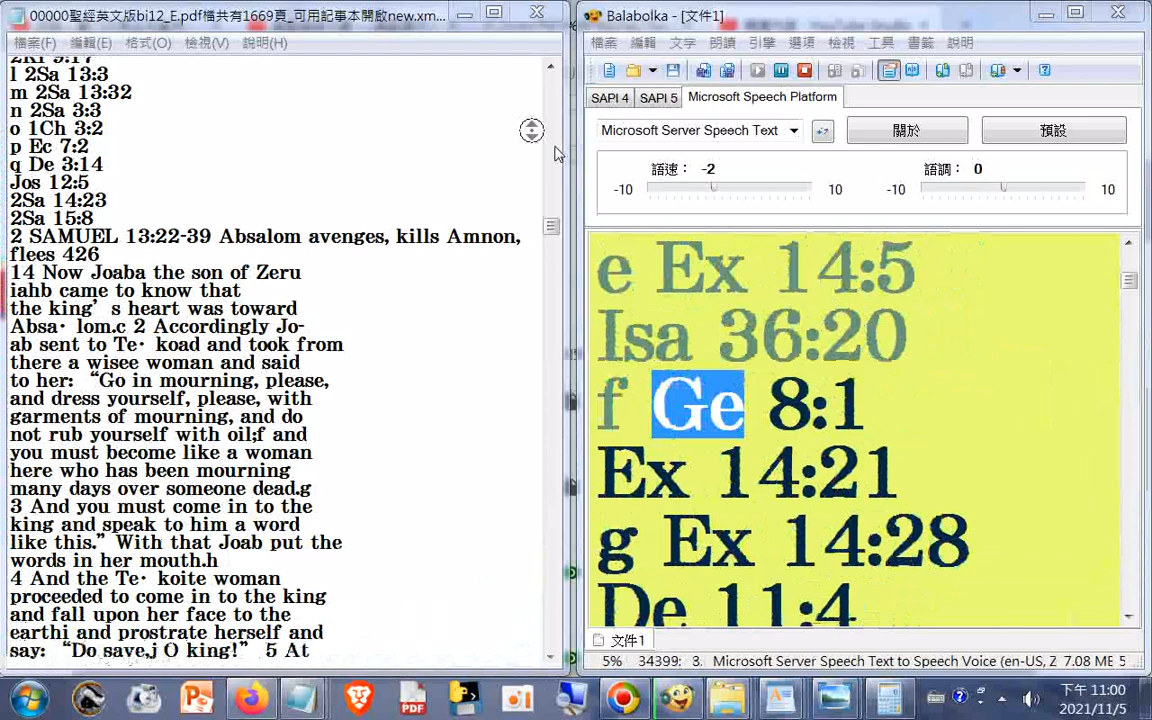 00000聖經英文版bi12_E.pdf檔共有1669頁_可用記事本開啟new.xm...
檔案(F) 編輯(E) 格式(O) 檢視(V) 說明(H)
2Ki 9:17
l 2Sa 13:3
m 2Sa 13:32
n 2Sa 3:3
o 1Ch 3:2
p Ec 7:2
q De 3:14
Jos 12:5
2Sa 14:23
2Sa 15:8
2 SAMUEL 13:22-39 Absalom avenges, kills Amnon,
flees 426
14 Now Joaba the son of Zeru
iahb came to know that
the king’s heart was toward
Absa·lom.c 2 Accordingly Jo-
ab sent to Te·koad and took from
there a wisee woman and said
to her: “Go in mourning, please,
and dress yourself, please, with
garments of mourning, and do
not rub yourself with oil;f and
you must become like a woman
here who has been mourning
many days over someone dead.g
3 And you must come in to the
king and speak to him a word
like this.” With that Joab put the
words in her mouth.h
4 And the Te·koite woman
proceeded to come in to the king
and fall upon her face to the
earthi and prostrate herself and
say: “Do save,j O king!” 5 At
Balabolka - [文件1]
檔案 編輯 文字 朗讀 引擎 選項 檢視 工具 書籤 說明
SAPI 4 SAPI 5 Microsoft Speech Platform
Microsoft Server Speech Text 關於 預設
語速： -2 語調： 0
-10 10 -10 10
e Ex 14:5
Isa 36:20
f Ge 8:1
Ex 14:21
g Ex 14:28
De 11:4
文件1
5% 34399: 3. Microsoft Server Speech Text to Speech Voice (en-US, Z 7.08 MB 5
下午 11:00
2021/11/5